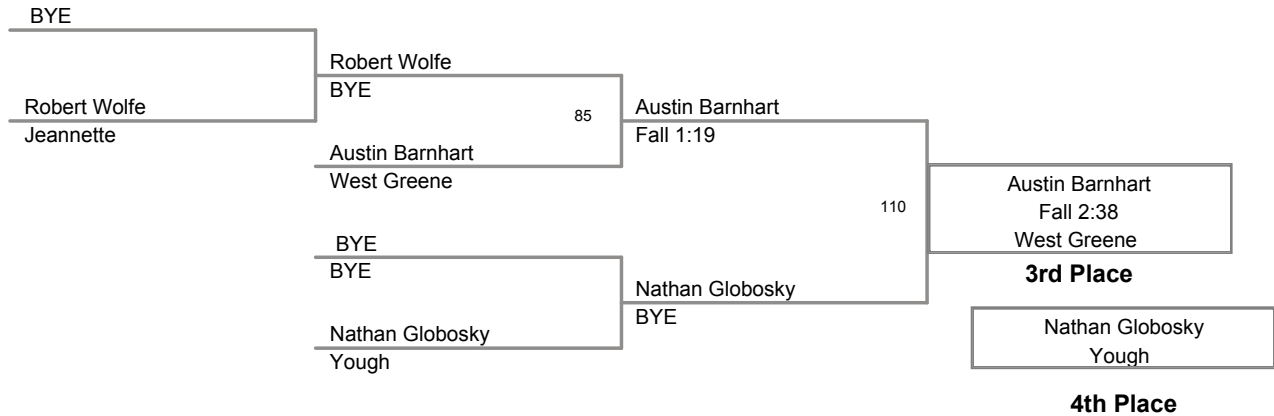 BYE
Robert Wolfe
Jeannette
Robert Wolfe
BYE
85
Austin Barnhart
West Greene
BYE
BYE
Nathan Globosky
Yough
Austin Barnhart
Fall 1:19
110
Nathan Globosky
BYE
Austin Barnhart
Fall 2:38
West Greene
3rd Place
Nathan Globosky
Yough
4th Place